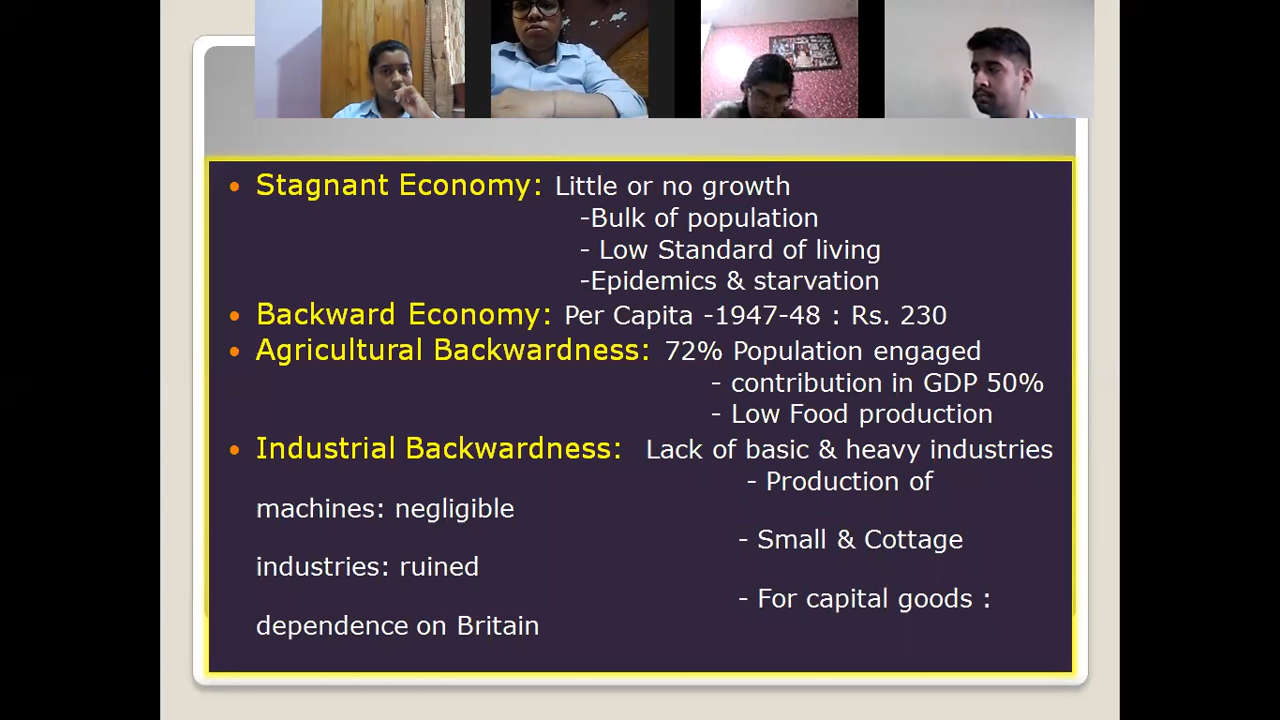 • Stagnant Economy: Little or no growth
-Bulk of population
- Low Standard of living
-Epidemics & starvation
• Backward Economy: Per Capita -1947-48 : Rs. 230
• Agricultural Backwardness: 72% Population engaged
- contribution in GDP 50%
- Low Food production
• Industrial Backwardness: Lack of basic & heavy industries
- Production of
machines: negligible
- Small & Cottage
industries: ruined
- For capital goods :
dependence on Britain